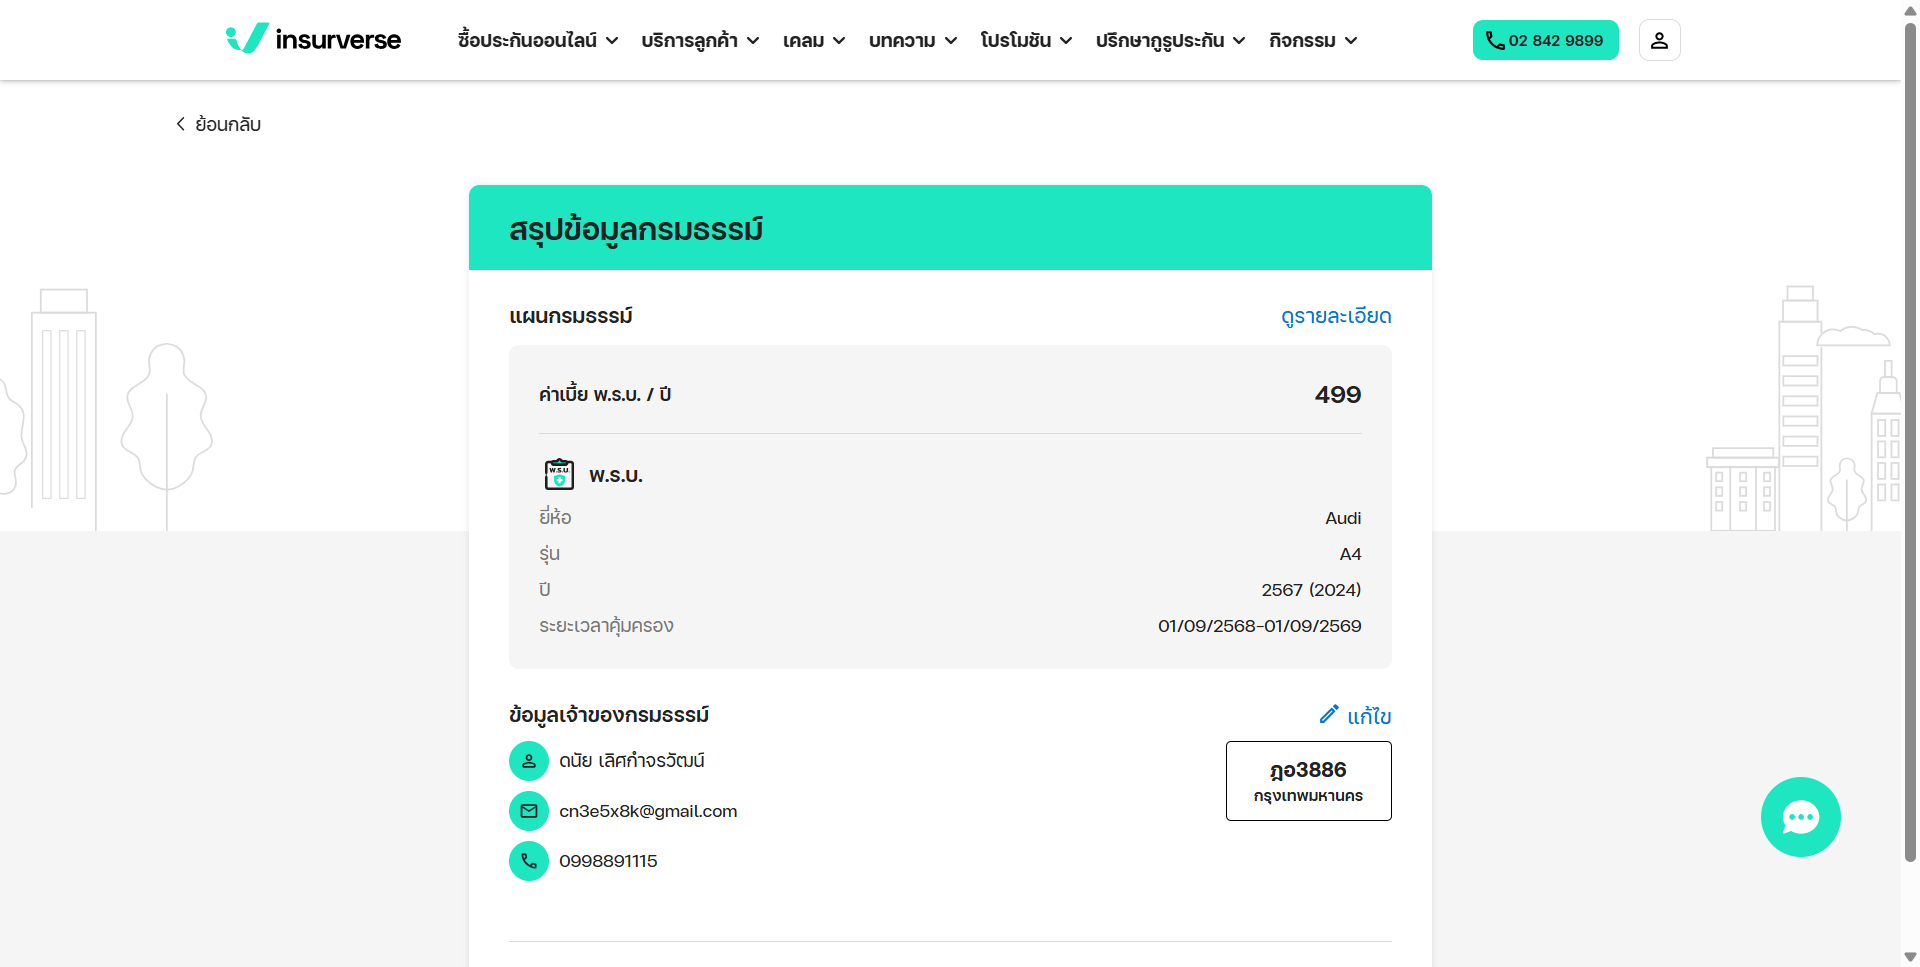 insurverse
ซื้อประกันออนไลน์ บริการลูกค้า เคลม บทความ โปรโมชัน ปรึกษากูรูประกัน กิจกรรม
02 842 9899
ย้อนกลับ
สรุปข้อมูลกรมธรรม์
แผนกรมธรรม์ ดูรายละเอียด
ค่าเบี้ย พ.ร.บ. / ปี 499
พ.ร.บ.
พ.ร.บ.
ยี่ห้อ Audi
รุ่น A4
ปี 2567 (2024)
ระยะเวลาคุ้มครอง 01/09/2568-01/09/2569
ข้อมูลเจ้าของกรมธรรม์ แก้ไข
ดนัย เลิศกำจรวัฒน์
cn3e5x8k@gmail.com
0998891115
ฎอ3886
กรุงเทพมหานคร